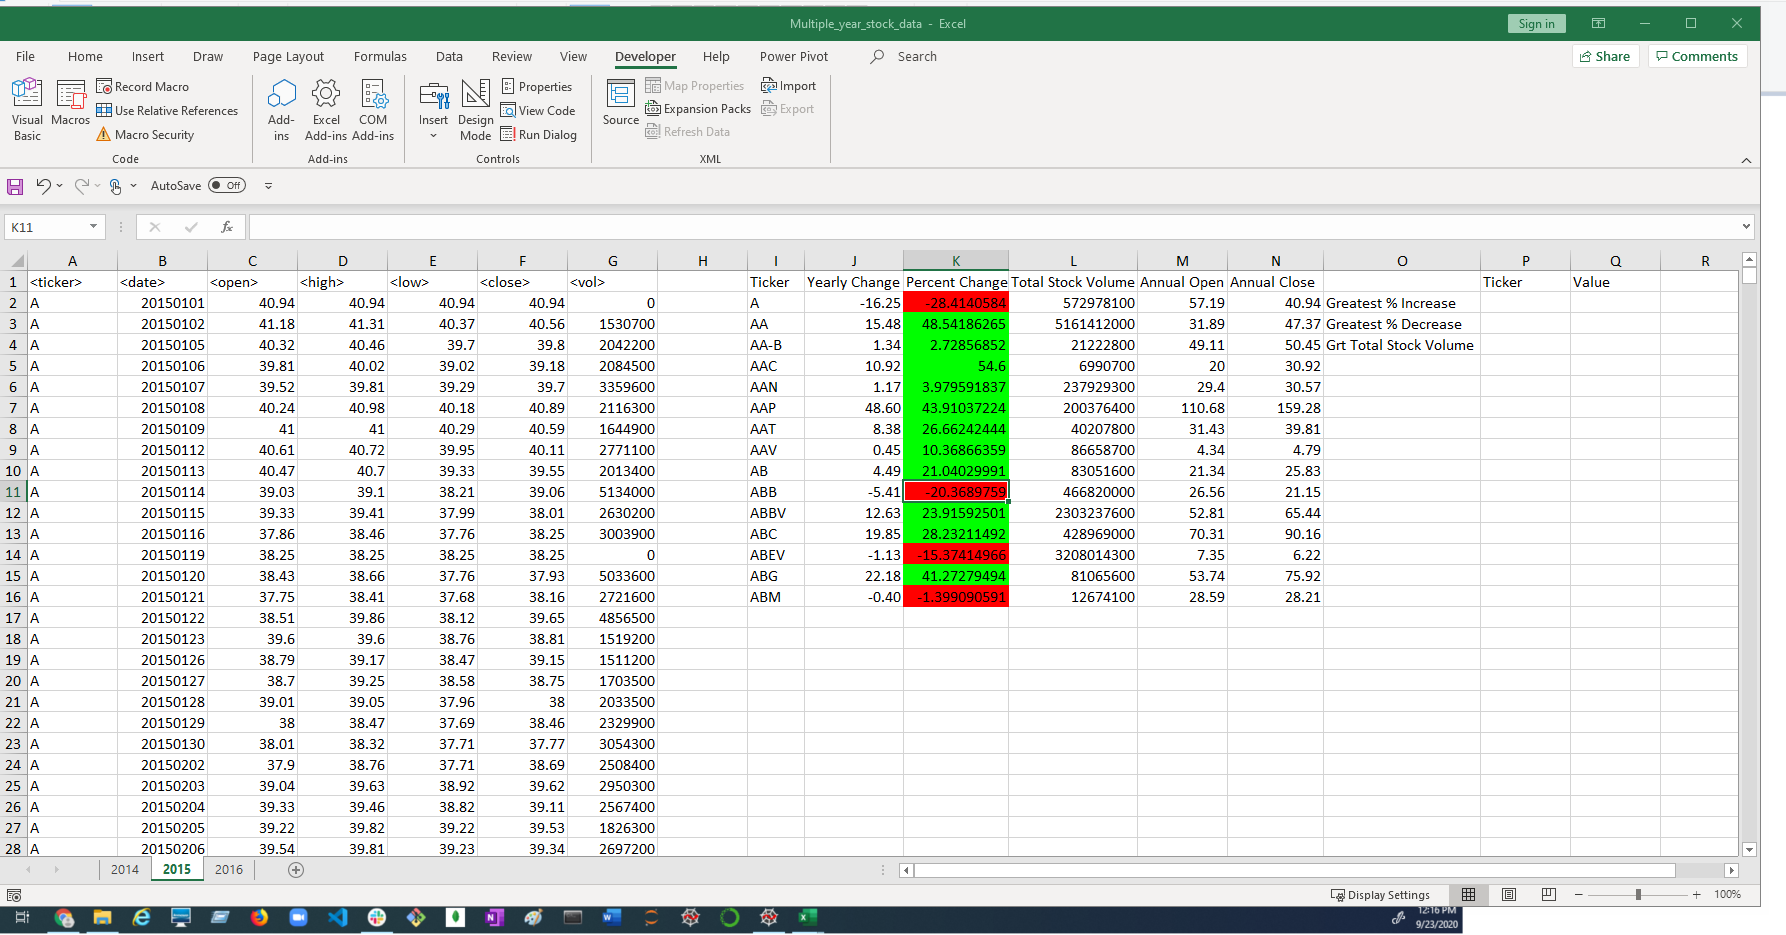 Multiple_year_stock_data - Excel
Sign in
File Home Insert Draw Page Layout Formulas Data Review View Developer Help Power Pivot Search
Share Comments
Visual Basic
Macros
Record Macro
Use Relative References
Macro Security
Code
Add-ins
Excel Add-ins
COM Add-ins
Add-ins
Insert
Design Mode
Properties
View Code
Run Dialog
Controls
Source
Map Properties
Expansion Packs
Refresh Data
Import
Export
XML
AutoSave Off
K11 fx
A B C D E F G H I J K L M N O P Q R
1 <ticker> <date> <open> <high> <low> <close> <vol> Ticker Yearly Change Percent Change Total Stock Volume Annual Open Annual Close Ticker Value
2 A 20150101 40.94 40.94 40.94 40.94 0 A -16.25 -28.4140584 572978100 57.19 40.94 Greatest % Increase
3 A 20150102 41.18 41.31 40.37 40.56 1530700 AA 15.48 48.54186265 5161412000 31.89 47.37 Greatest % Decrease
4 A 20150105 40.32 40.46 39.7 39.8 2042200 AA-B 1.34 2.72856852 21222800 49.11 50.45 Grt Total Stock Volume
5 A 20150106 39.81 40.02 39.02 39.18 2084500 AAC 10.92 54.6 6990700 20 30.92
6 A 20150107 39.52 39.81 39.29 39.7 3359600 AAN 1.17 3.979591837 237929300 29.4 30.57
7 A 20150108 40.24 40.98 40.18 40.89 2116300 AAP 48.60 43.91037224 200376400 110.68 159.28
8 A 20150109 41 41 40.29 40.59 1644900 AAT 8.38 26.66242444 40207800 31.43 39.81
9 A 20150112 40.61 40.72 39.95 40.11 2771100 AAV 0.45 10.36866359 86658700 4.34 4.79
10 A 20150113 40.47 40.7 39.33 39.55 2013400 AB 4.49 21.04029991 83051600 21.34 25.83
11 A 20150114 39.03 39.1 38.21 39.06 5134000 ABB -5.41 -20.3689759 466820000 26.56 21.15
12 A 20150115 39.33 39.41 37.99 38.01 2630200 ABBV 12.63 23.91592501 2303237600 52.81 65.44
13 A 20150116 37.86 38.46 37.76 38.25 3003900 ABC 19.85 28.23211492 428969000 70.31 90.16
14 A 20150119 38.25 38.25 38.25 38.25 0 ABEV -1.13 -15.37414966 3208014300 7.35 6.22
15 A 20150120 38.43 38.66 37.76 37.93 5033600 ABG 22.18 41.27279494 81065600 53.74 75.92
16 A 20150121 37.75 38.41 37.68 38.16 2721600 ABM -0.40 -1.399090591 12674100 28.59 28.21
17 A 20150122 38.51 39.86 38.12 39.65 4856500
18 A 20150123 39.6 39.6 38.76 38.81 1519200
19 A 20150126 38.79 39.17 38.47 39.15 1511200
20 A 20150127 38.7 39.25 38.58 38.75 1703500
21 A 20150128 39.01 39.05 37.96 38 2033500
22 A 20150129 38 38.47 37.69 38.46 2329900
23 A 20150130 38.01 38.32 37.71 37.77 3054300
24 A 20150202 37.9 38.76 37.71 38.69 2508400
25 A 20150203 39.04 39.63 38.92 39.62 2950300
26 A 20150204 39.33 39.46 38.82 39.11 2567400
27 A 20150205 39.22 39.82 39.22 39.53 1826300
28 A 20150206 39.54 39.81 39.23 39.34 2697200
2014 2015 2016
Display Settings 100%
12:16 PM
9/23/2020